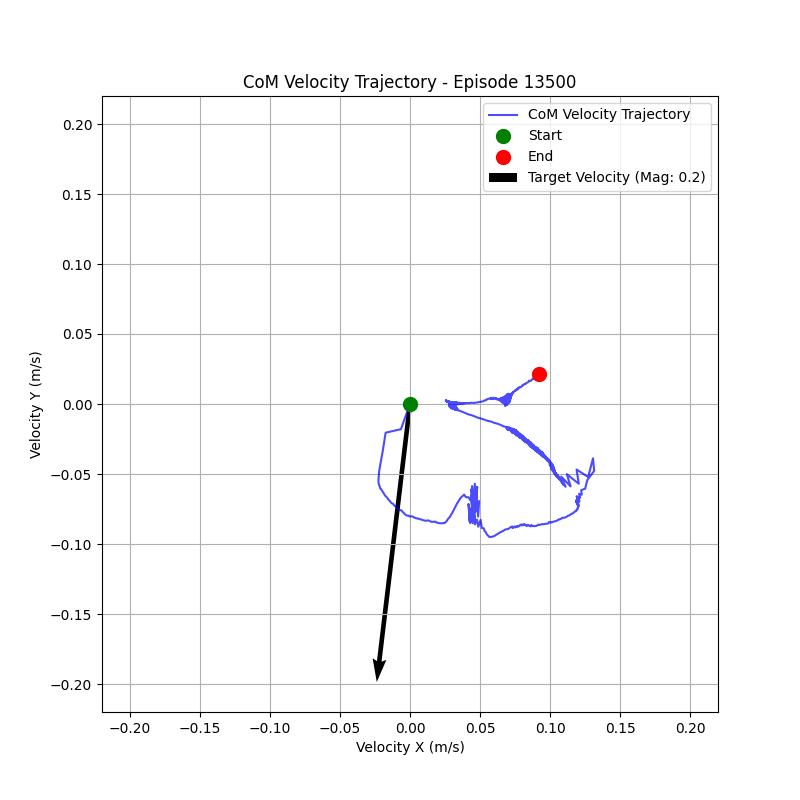 CoM Velocity Trajectory - Episode 13500
CoM Velocity Trajectory
Start
End
Target Velocity (Mag: 0.2)
Velocity Y (m/s)
0.20
0.15
0.10
0.05
0.00
−0.05
−0.10
−0.15
−0.20
−0.20 −0.15 −0.10 −0.05 0.00 0.05 0.10 0.15 0.20
Velocity X (m/s)